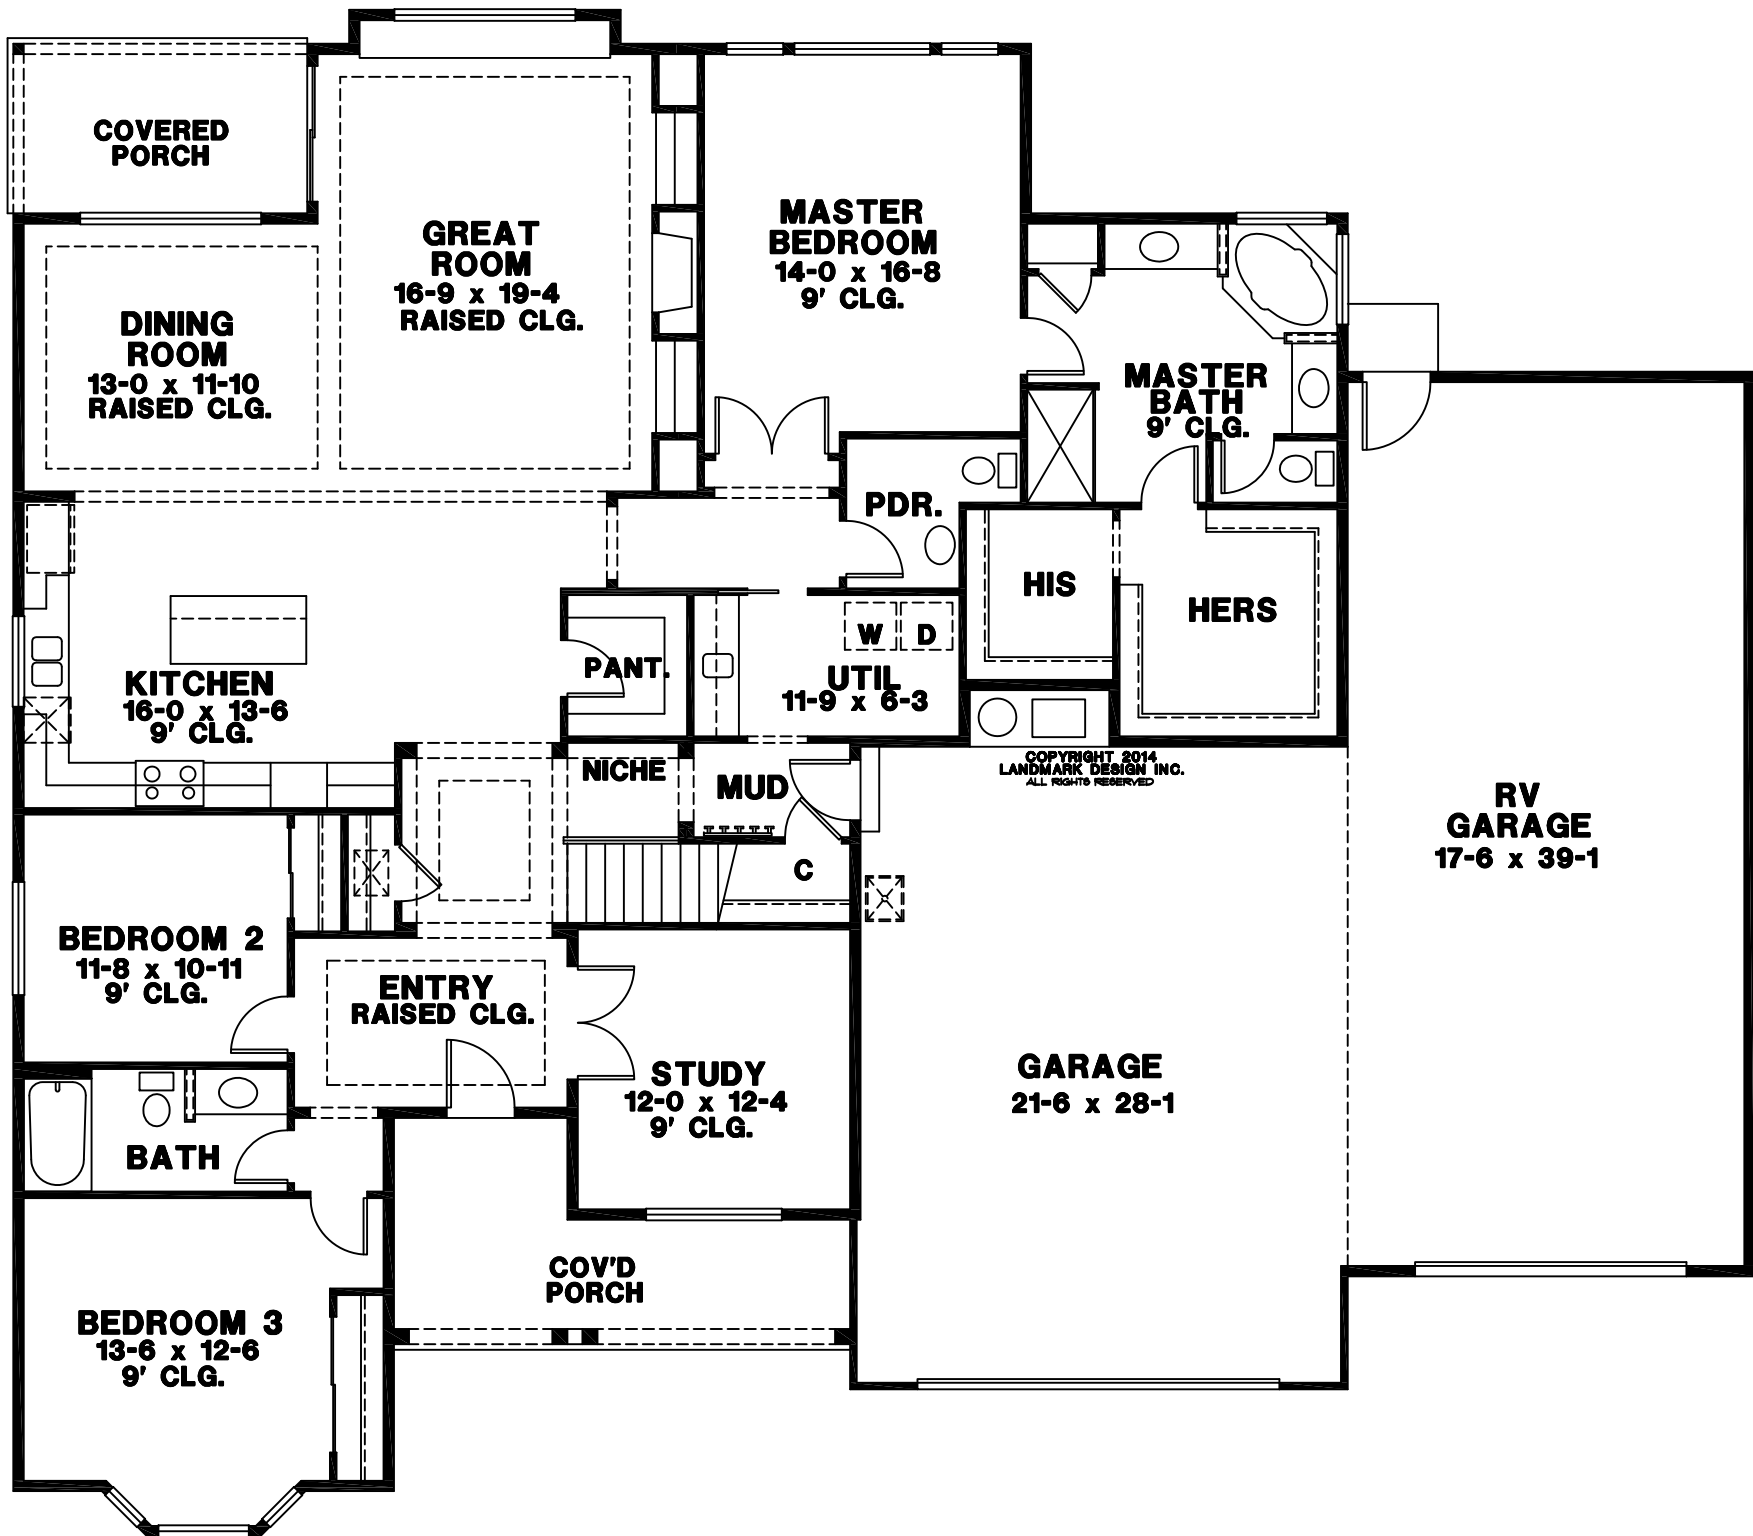 COVERED
PORCH
GREAT
ROOM
16-9 x 19-4
RAISED CLG.
MASTER
BEDROOM
14-0 x 16-8
9' CLG.
DINING
ROOM
13-0 x 11-10
RAISED CLG.
MASTER
BATH
9' CLG.
PDR.
HIS
HERS
W D
UTIL
11-9 x 6-3
PANT.
KITCHEN
16-0 x 13-6
9' CLG.
NICHE
MUD
C
COPYRIGHT 2014
LANDMARK DESIGN INC.
ALL RIGHTS RESERVED
RV
GARAGE
17-6 x 39-1
BEDROOM 2
11-8 x 10-11
9' CLG.
ENTRY
RAISED CLG.
STUDY
12-0 x 12-4
9' CLG.
GARAGE
21-6 x 28-1
BATH
COV'D
PORCH
BEDROOM 3
13-6 x 12-6
9' CLG.